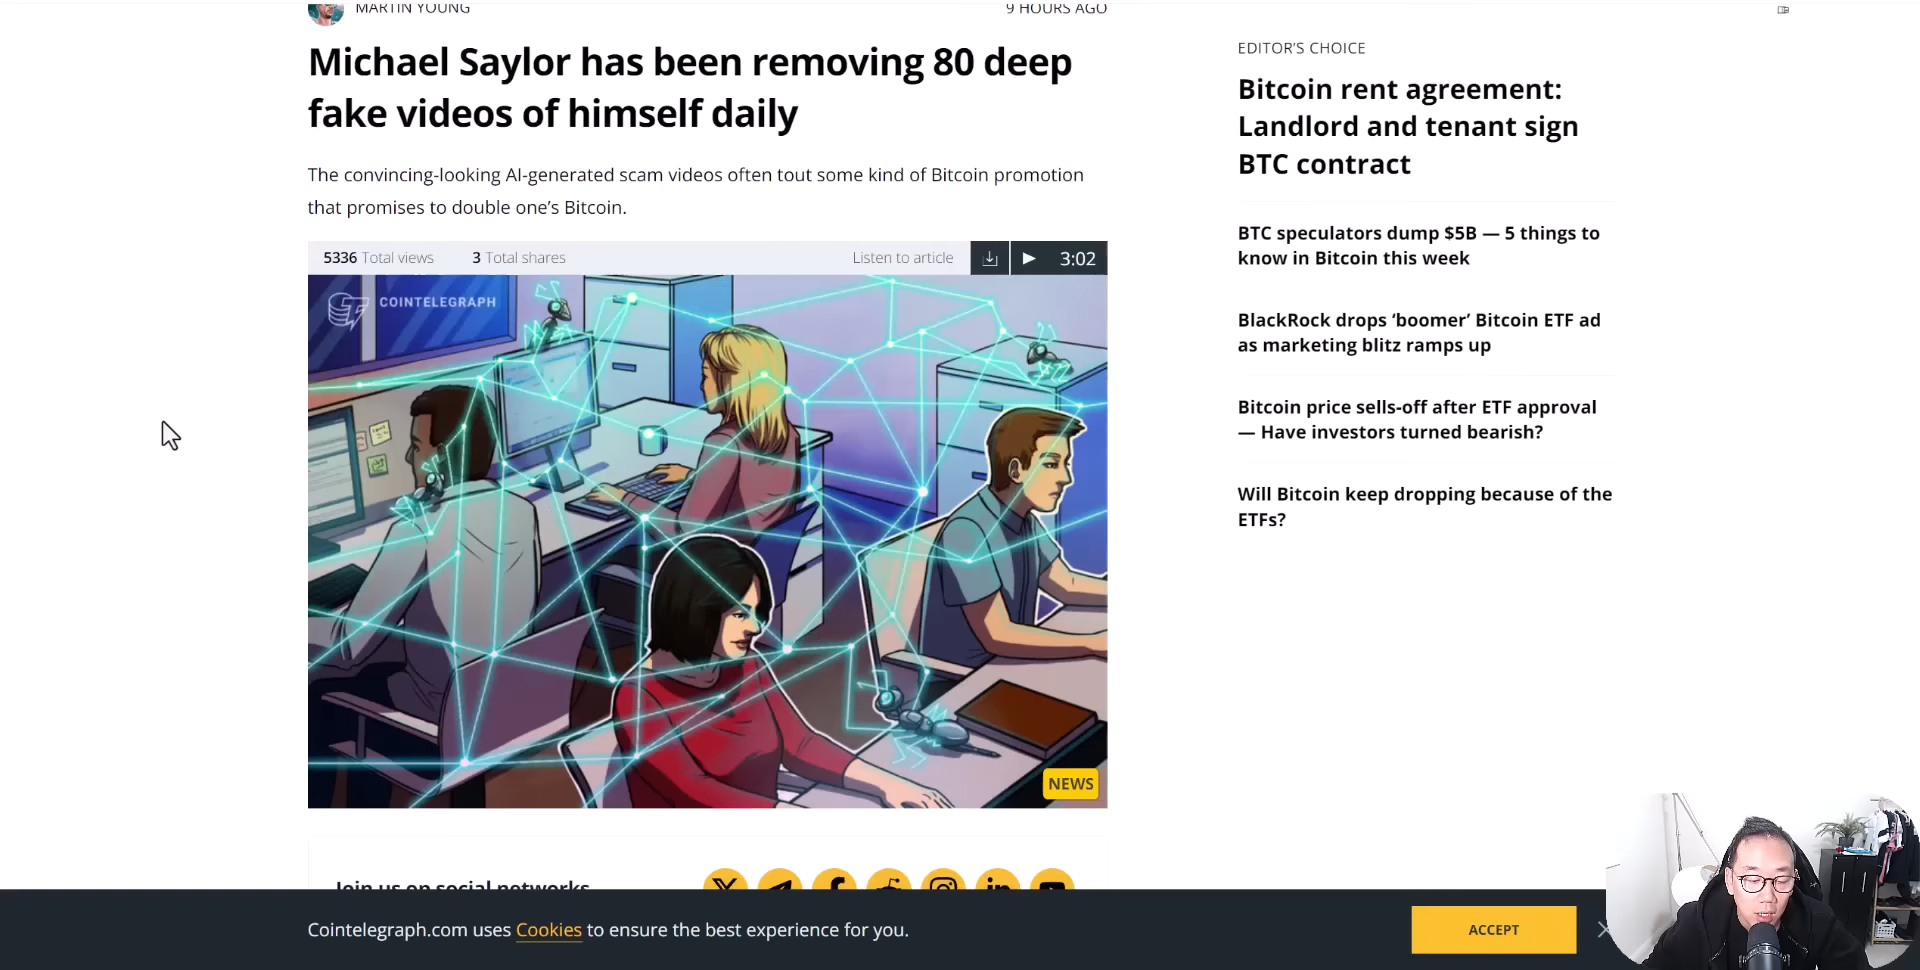 MARTIN YOUNG
9 HOURS AGO
Michael Saylor has been removing 80 deep
fake videos of himself daily
The convincing-looking AI-generated scam videos often tout some kind of Bitcoin promotion
that promises to double one’s Bitcoin.
5336 Total views 3 Total shares Listen to article 3:02
COINTELEGRAPH
NEWS
Join us on social networks
EDITOR’S CHOICE
Bitcoin rent agreement:
Landlord and tenant sign
BTC contract
BTC speculators dump $5B — 5 things to
know in Bitcoin this week
BlackRock drops ‘boomer’ Bitcoin ETF ad
as marketing blitz ramps up
Bitcoin price sells-off after ETF approval
— Have investors turned bearish?
Will Bitcoin keep dropping because of the
ETFs?
Cointelegraph.com uses Cookies to ensure the best experience for you.
ACCEPT